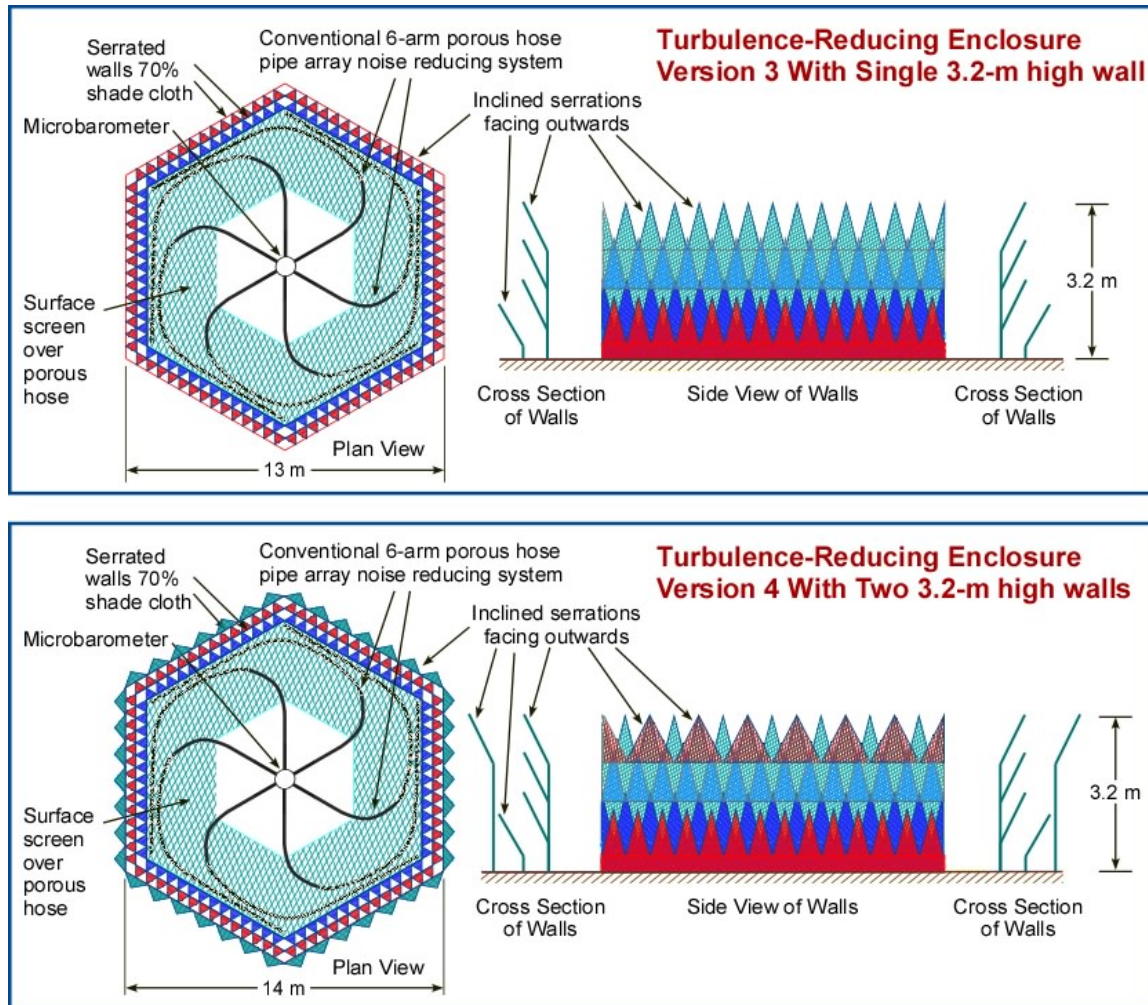 Serrated
walls 70%
shade cloth
Conventional 6-arm porous hose
pipe array noise reducing system
Turbulence-Reducing Enclosure
Version 3 With Single 3.2-m high wall
Microbarometer
Inclined serrations
facing outwards
Surface
screen
over
porous
hose
3.2 m
Cross Section
of Walls
Side View of Walls
Cross Section
of Walls
Plan View
13 m
Serrated
walls 70%
shade cloth
Conventional 6-arm porous hose
pipe array noise reducing system
Turbulence-Reducing Enclosure
Version 4 With Two 3.2-m high walls
Microbarometer
Inclined serrations
facing outwards
Surface
screen
over
porous
hose
3.2 m
Cross Section
of Walls
Side View of Walls
Cross Section
of Walls
Plan View
14 m